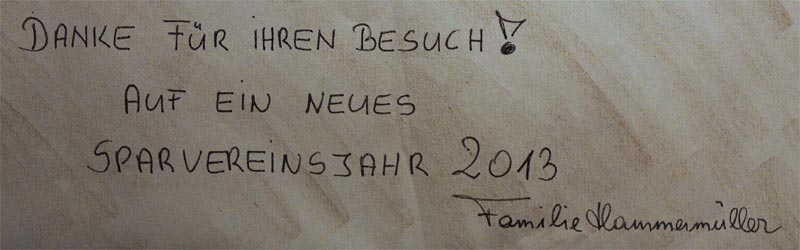 DANKE FÜR IHREN BESUCH!
AUF EIN NEUES
SPARVEREINSJAHR 2013
Familie Hammermüller